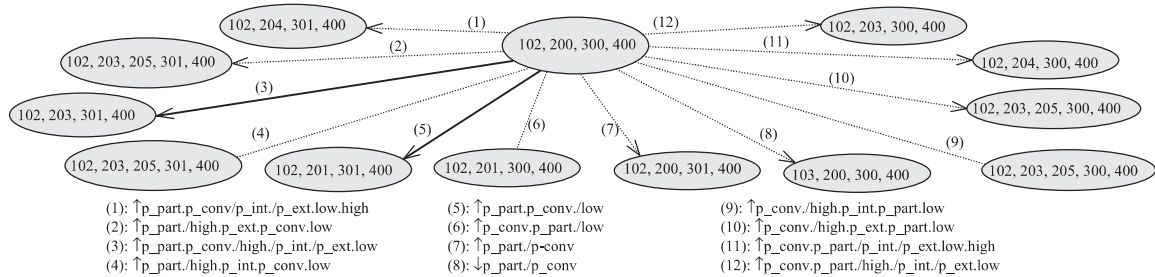 102, 204, 301, 400
(1)
102, 200, 300, 400
(12)
102, 203, 300, 400
102, 203, 205, 301, 400
(2)
(11)
102, 204, 300, 400
102, 203, 301, 400
(3)
(10)
102, 203, 205, 300, 400
102, 203, 205, 301, 400
(4)
102, 201, 301, 400
(5)
102, 201, 300, 400
(6)
102, 200, 301, 400
(7)
103, 200, 300, 400
(8)
102, 203, 205, 300, 400
(9)
(1): ↑p_part.p_conv/p_int./p_ext.low.high
(2): ↑p_part./high.p_ext.p_conv.low
(3): ↑p_part.p_conv./high./p_int./p_ext.low
(4): ↑p_part./high.p_int.p_conv.low
(5): ↑p_part.p_conv./low
(6): ↑p_conv.p_part./low
(7): ↑p_part./p-conv
(8): ↓p_part./p_conv
(9): ↑p_conv./high.p_int.p_part.low
(10): ↑p_conv./high.p_ext.p_part.low
(11): ↑p_conv.p_part./p_int./p_ext.low.high
(12): ↑p_conv.p_part./high./p_int./p_ext.low